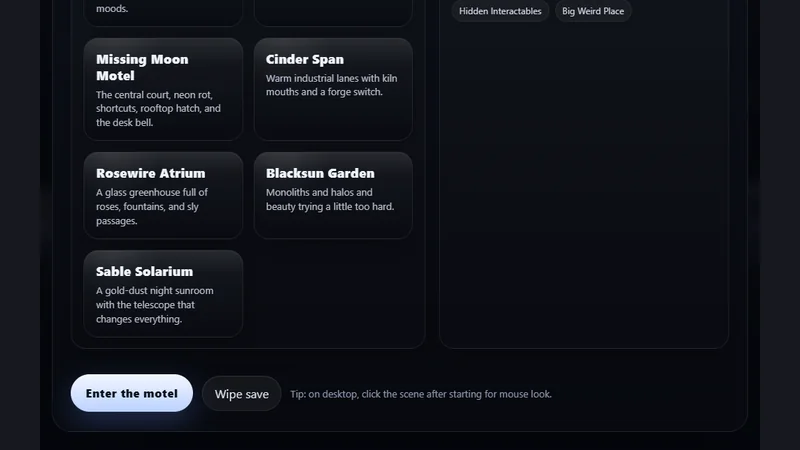 moods.
Hidden Interactables
Big Weird Place
Missing Moon
Motel
The central court, neon rot,
shortcuts, rooftop hatch, and
the desk bell.
Cinder Span
Warm industrial lanes with kiln
mouths and a forge switch.
Rosewire Atrium
A glass greenhouse full of
roses, fountains, and sly
passages.
Blacksun Garden
Monoliths and halos and
beauty trying a little too hard.
Sable Solarium
A gold-dust night sunroom
with the telescope that
changes everything.
Enter the motel
Wipe save
Tip: on desktop, click the scene after starting for mouse look.